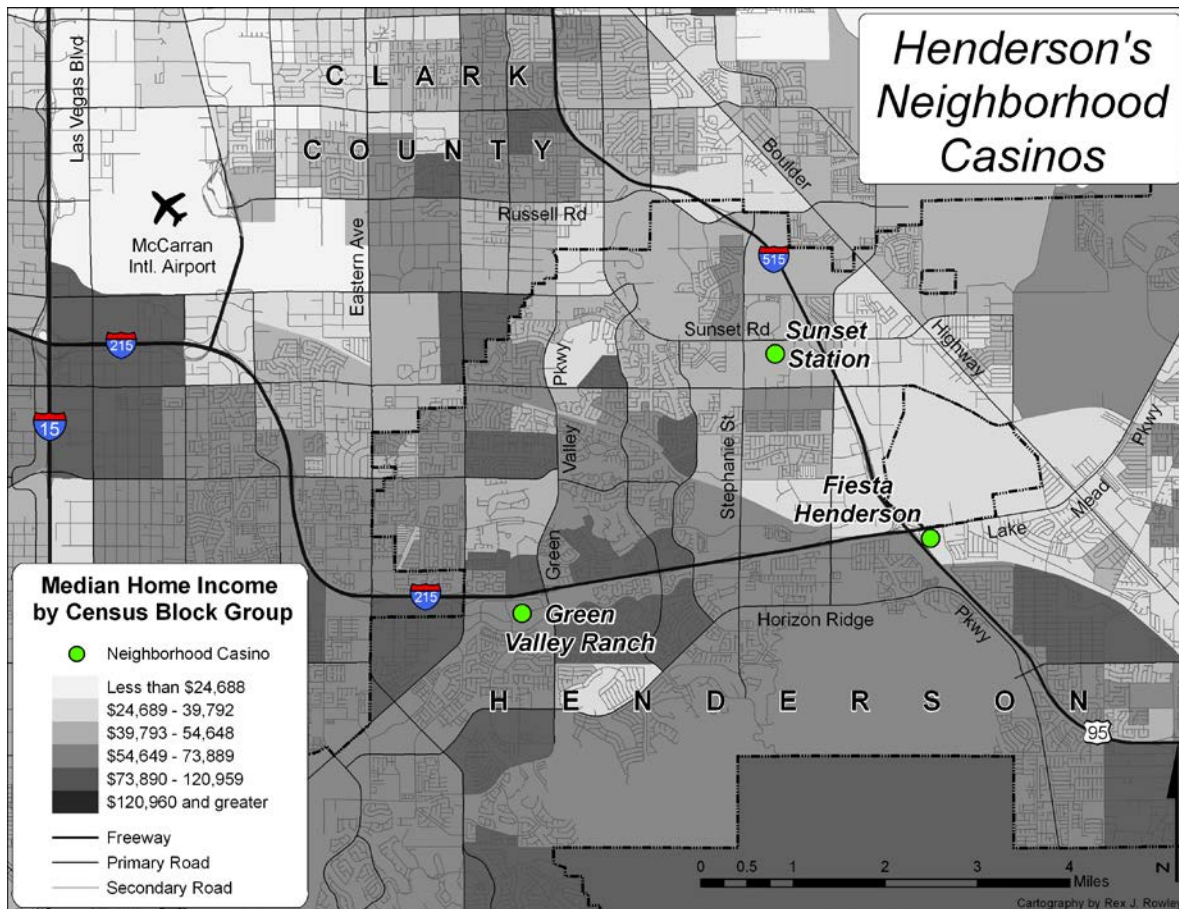 Henderson's
Neighborhood
Casinos
C L A R K
C O U N T Y
Las Vegas Blvd
McCarran
Intl. Airport
Eastern Ave
Russell Rd
Boulder
Highway
515
Sunset Rd
Sunset
Station
215
15
Pkwy
Valley
Green
Stephanie St
Pkwy
Mead
Lake
Fiesta
Henderson
215
Green
Valley Ranch
Horizon Ridge
Pkwy
H E N D E R S O N
95
Median Home Income
by Census Block Group
Neighborhood Casino
Less than $24,688
$24,689 - 39,792
$39,793 - 54,648
$54,649 - 73,889
$73,890 - 120,959
$120,960 and greater
Freeway
Primary Road
Secondary Road
0 0.5 1 2 3 4
Miles
N
Cartography by Rex J. Rowley